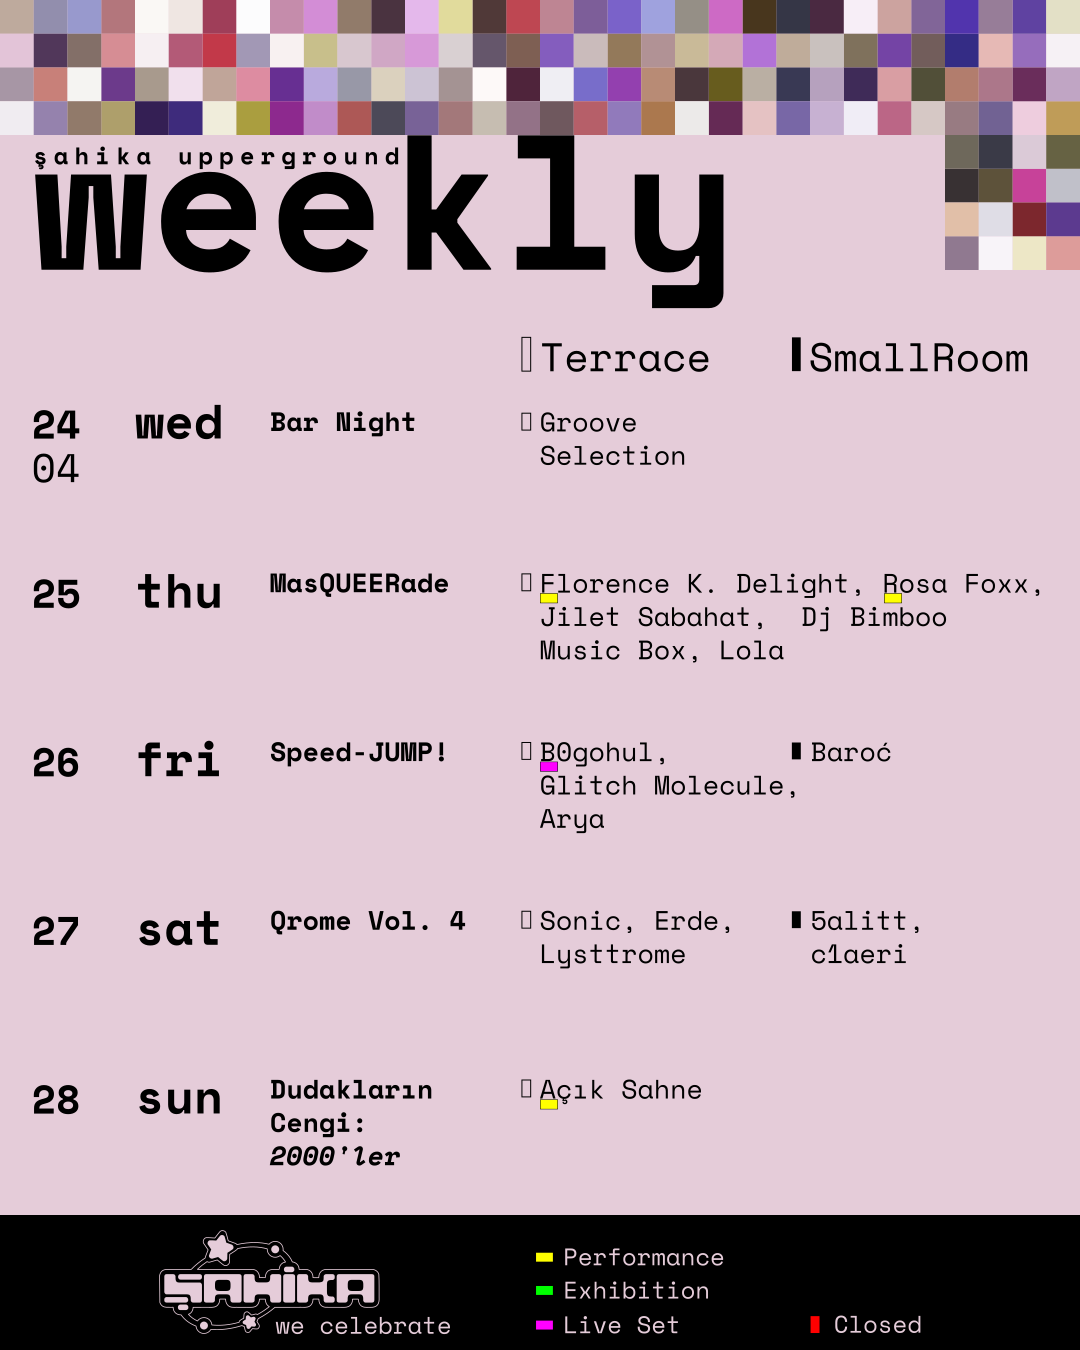 şahika upperground
weekly
Terrace SmallRoom
24 wed Bar Night Groove
04 Selection
25 thu MasQUEERade Florence K. Delight, Rosa Foxx,
Jilet Sabahat, Dj Bimboo
Music Box, Lola
26 fri Speed-JUMP! B0gohul, Baroć
Glitch Molecule,
Arya
27 sat Qrome Vol. 4 Sonic, Erde, 5alitt,
Lysttrome c1aeri
28 sun Dudakların Açık Sahne
Cengi:
2000'ler
ŞAHİKA
we celebrate
Performance
Exhibition
Live Set Closed